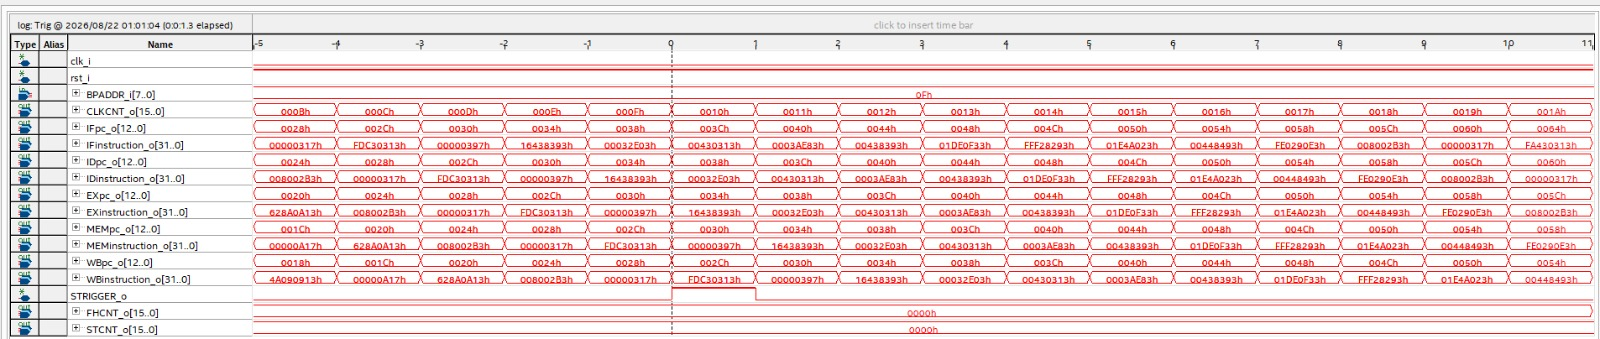 log: Trig @ 2026/08/22 01:01:04 (0:0:1.3 elapsed) click to insert time bar
Type Alias Name -5 -4 -3 -2 -1 0 1 2 3 4 5 6 7 8 9 10 11
clk_i
rst_i
BPADDR_i[7..0] 0Fh
CLKCNT_o[15..0] 000Bh 000Ch 000Dh 000Eh 000Fh 0010h 0011h 0012h 0013h 0014h 0015h 0016h 0017h 0018h 0019h 001Ah
IFpc_o[12..0] 0028h 002Ch 0030h 0034h 0038h 003Ch 0040h 0044h 0048h 004Ch 0050h 0054h 0058h 005Ch 0060h 0064h
IFinstruction_o[31..0] 00000317h FDC30313h 00000397h 16438393h 00032E03h 00430313h 0003AE83h 00438393h 01DE0F33h FFF28293h 01E4A023h 00448493h FE0290E3h 008002B3h 00000317h FA430313h
IDpc_o[12..0] 0024h 0028h 002Ch 0030h 0034h 0038h 003Ch 0040h 0044h 0048h 004Ch 0050h 0054h 0058h 005Ch 0060h
IDinstruction_o[31..0] 008002B3h 00000317h FDC30313h 00000397h 16438393h 00032E03h 00430313h 0003AE83h 00438393h 01DE0F33h FFF28293h 01E4A023h 00448493h FE0290E3h 008002B3h 00000317h
EXpc_o[12..0] 0020h 0024h 0028h 002Ch 0030h 0034h 0038h 003Ch 0040h 0044h 0048h 004Ch 0050h 0054h 0058h 005Ch
EXinstruction_o[31..0] 628A0A13h 008002B3h 00000317h FDC30313h 00000397h 16438393h 00032E03h 00430313h 0003AE83h 00438393h 01DE0F33h FFF28293h 01E4A023h 00448493h FE0290E3h 008002B3h
MEMpc_o[12..0] 001Ch 0020h 0024h 0028h 002Ch 0030h 0034h 0038h 003Ch 0040h 0044h 0048h 004Ch 0050h 0054h 0058h
MEMinstruction_o[31..0] 00000A17h 628A0A13h 008002B3h 00000317h FDC30313h 00000397h 16438393h 00032E03h 00430313h 0003AE83h 00438393h 01DE0F33h FFF28293h 01E4A023h 00448493h FE0290E3h
WBpc_o[12..0] 0018h 001Ch 0020h 0024h 0028h 002Ch 0030h 0034h 0038h 003Ch 0040h 0044h 0048h 004Ch 0050h 0054h
WBinstruction_o[31..0] 4A090913h 00000A17h 628A0A13h 008002B3h 00000317h FDC30313h 00000397h 16438393h 00032E03h 00430313h 0003AE83h 00438393h 01DE0F33h FFF28293h 01E4A023h 00448493h
STRIGGER_o
FHCNT_o[15..0] 0000h
STCNT_o[15..0] 0000h